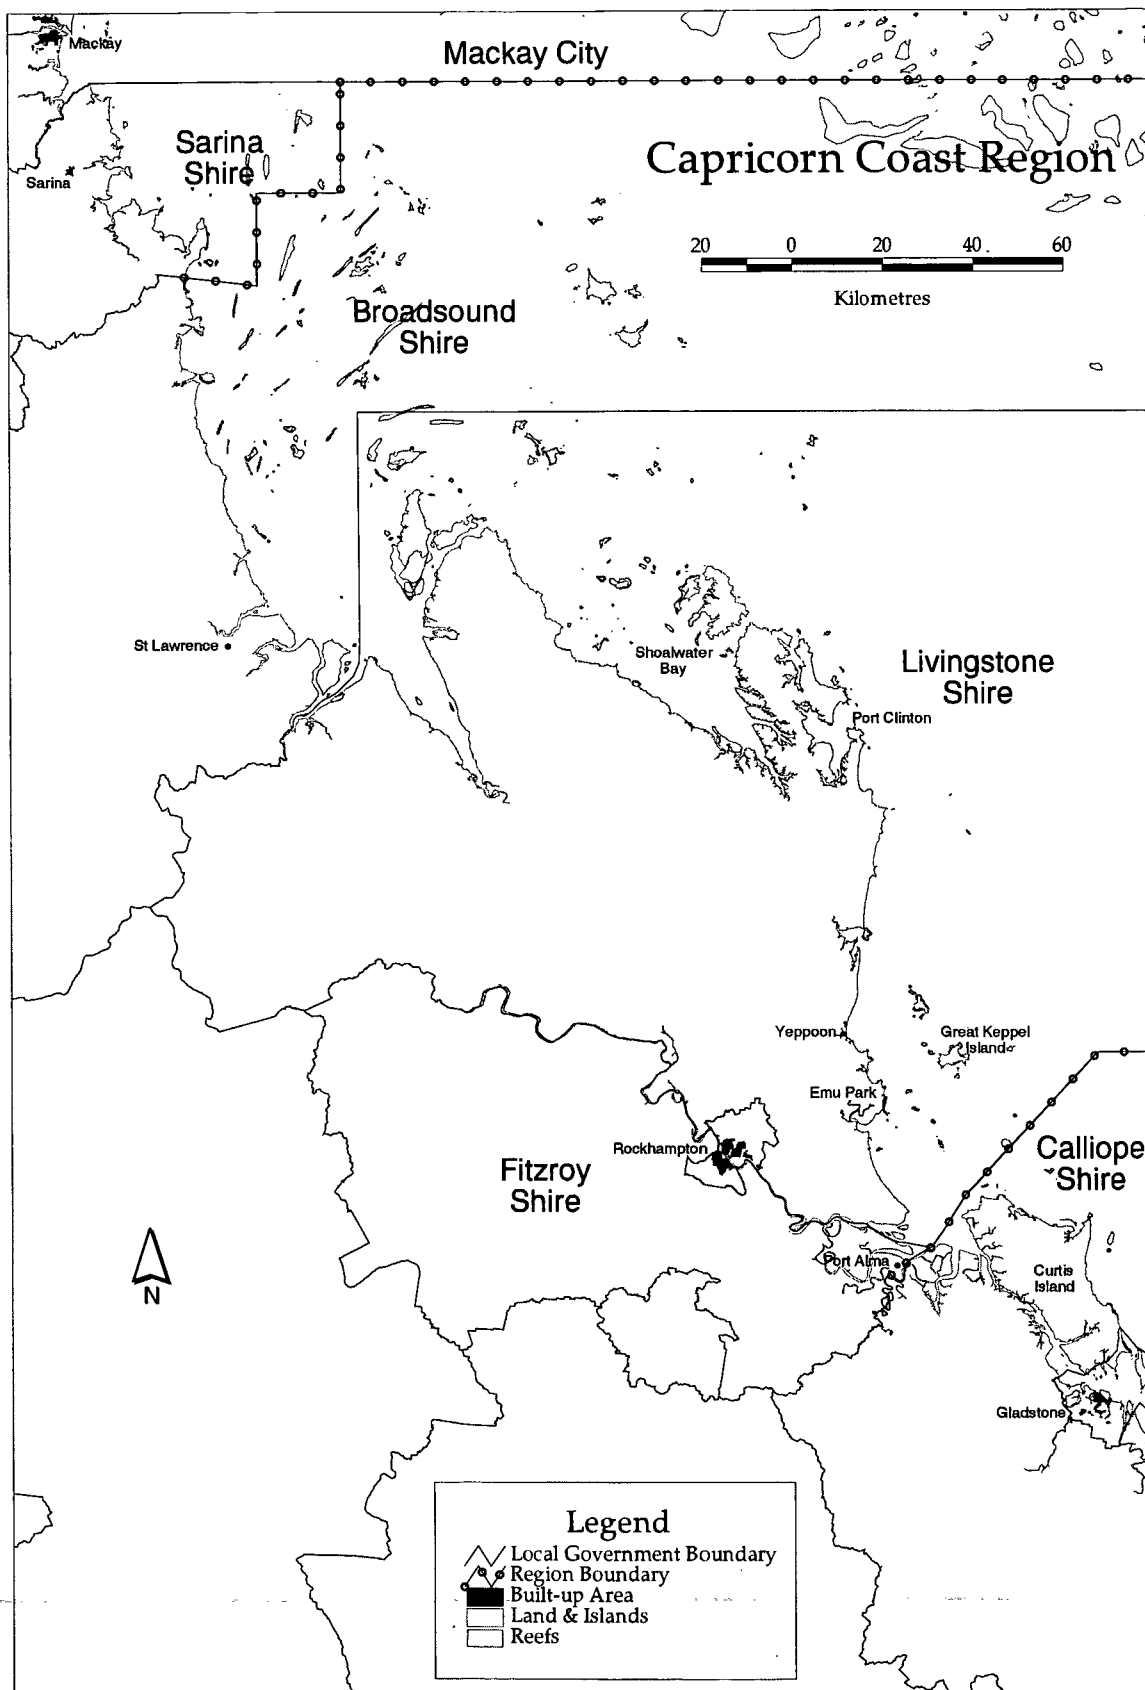 Mackay
Mackay City
Sarina
Shire
Sarina
Capricorn Coast Region
20 0 20 40 60
Kilometres
Broadsound
Shire
St Lawrence
Shoalwater
Bay
Livingstone
Shire
Port Clinton
Yeppoon
Great Keppel
Island
Emu Park
Rockhampton
Calliope
Shire
Fitzroy
Shire
Port Alma
Curtis
Island
N
Gladstone
Legend
Local Government Boundary
Region Boundary
Built-up Area
Land & Islands
Reefs